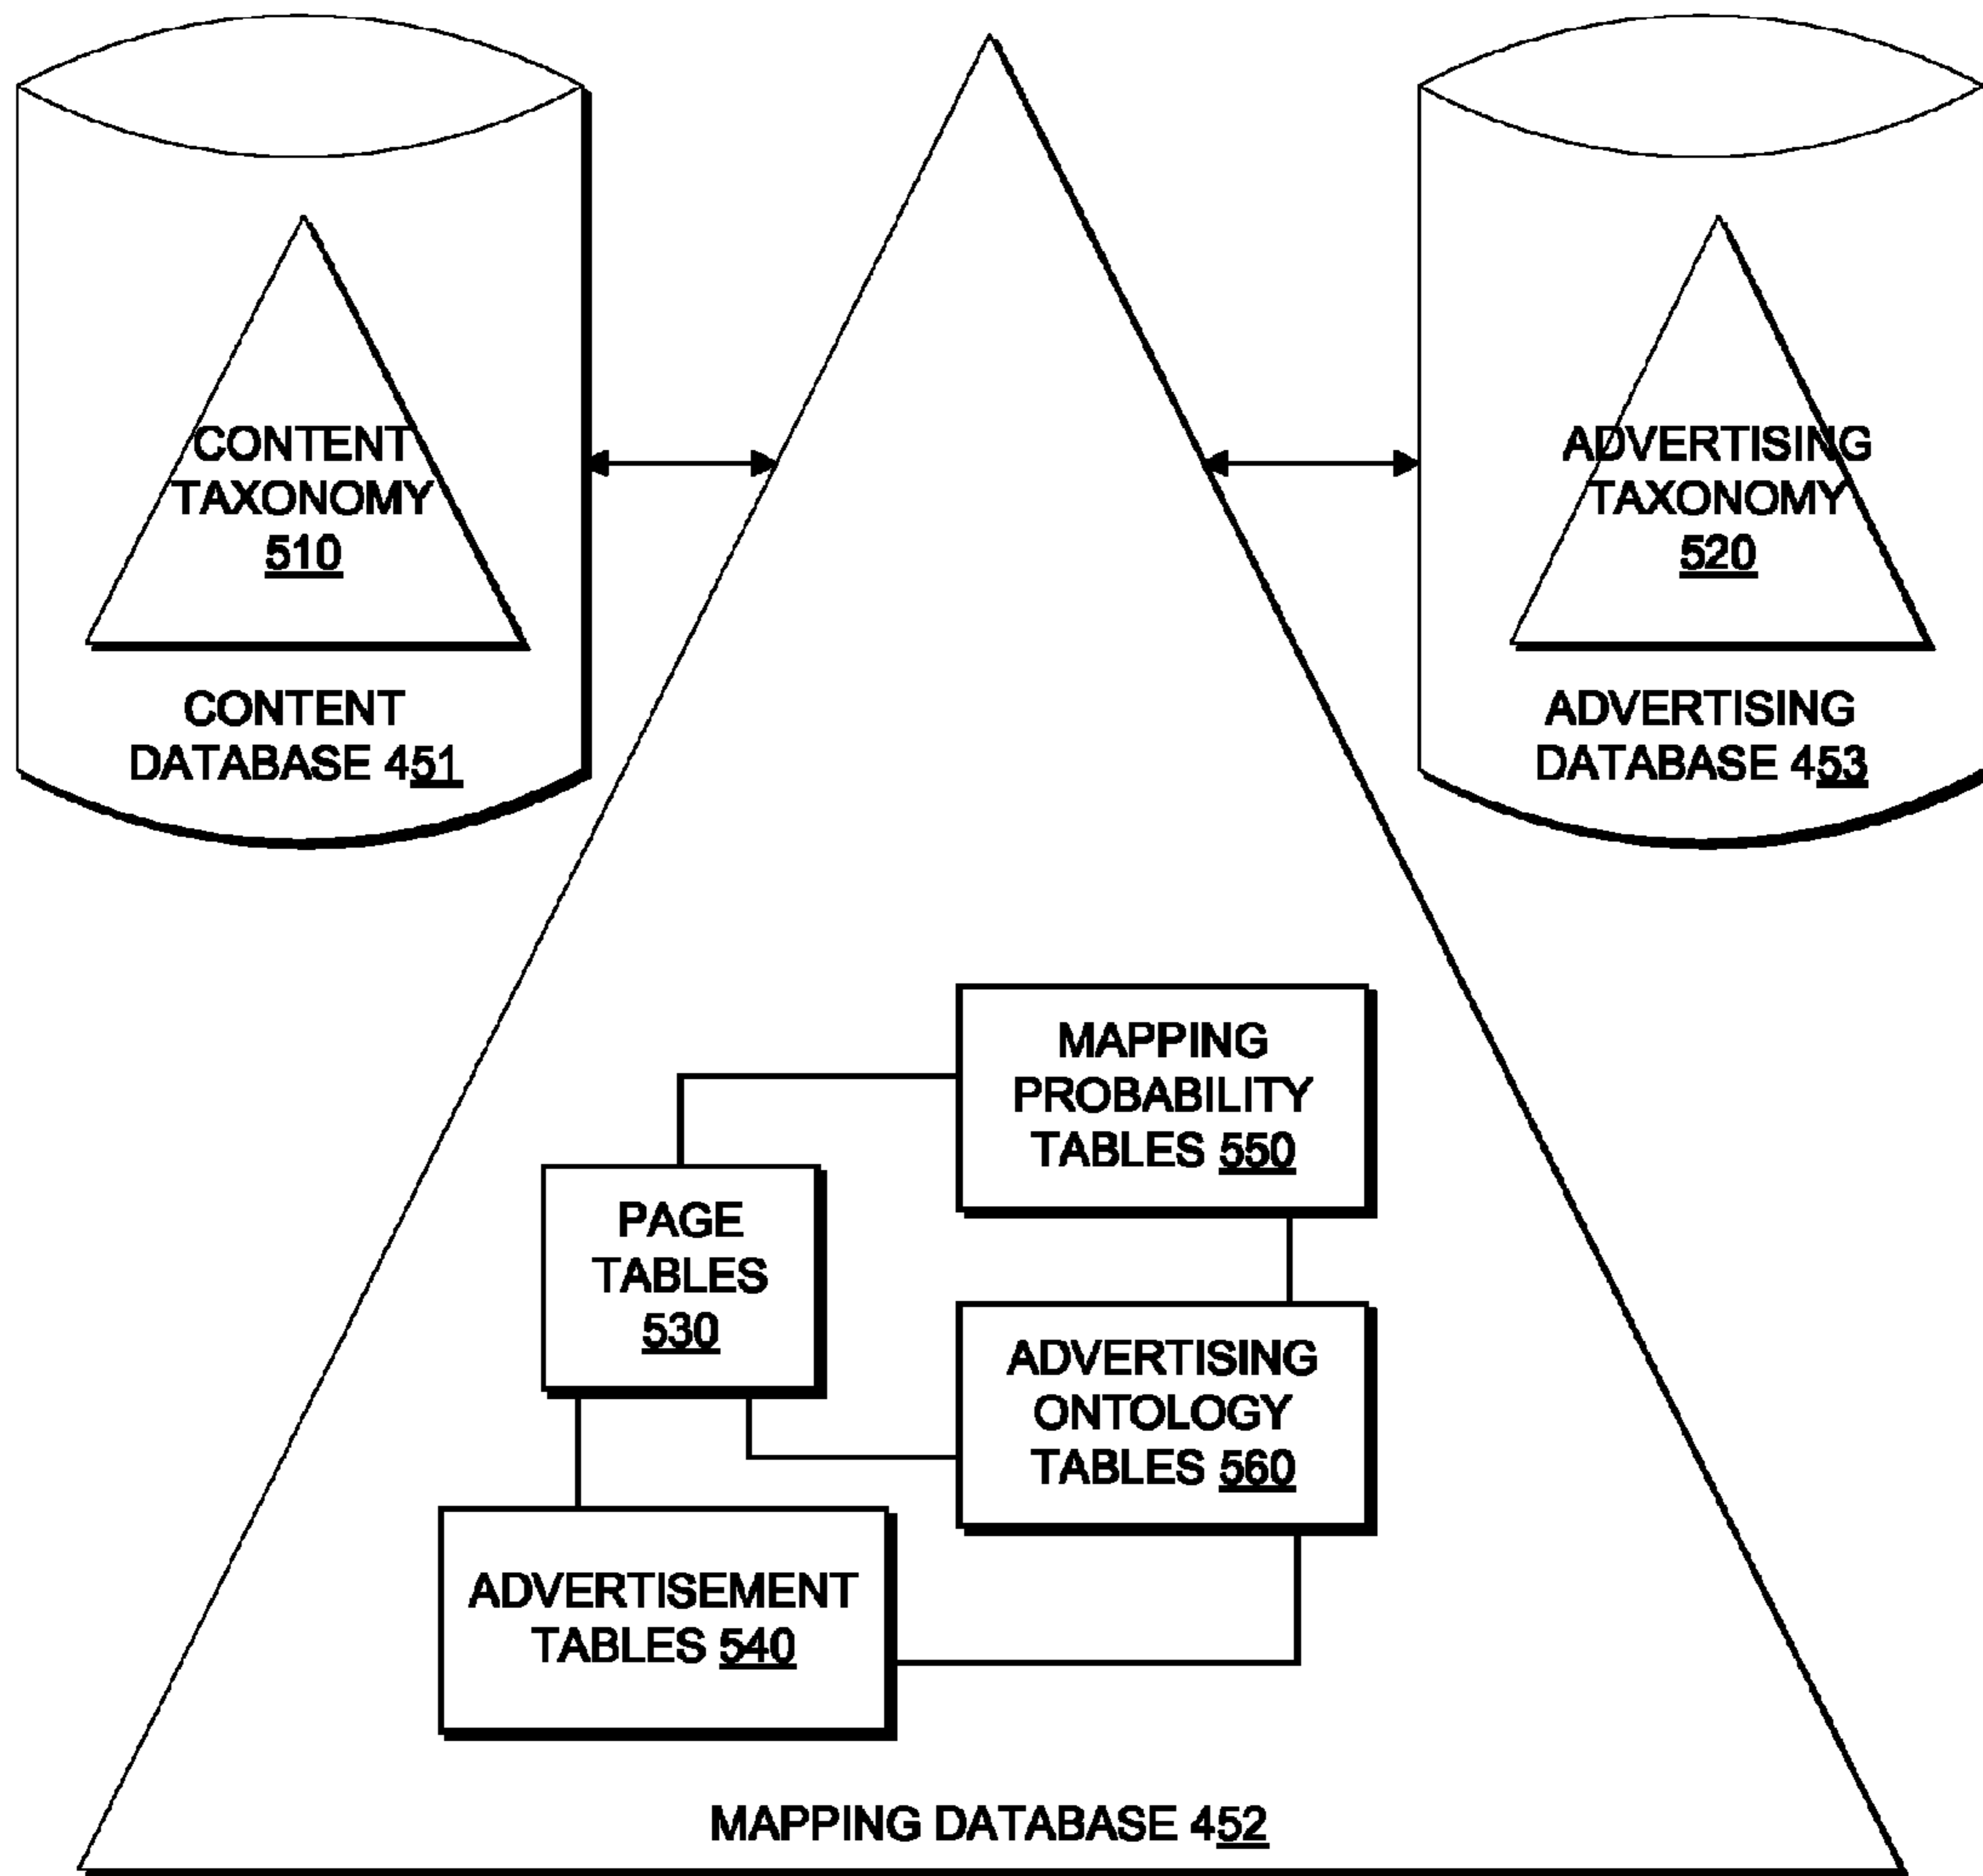 CONTENT
TAXONOMY
510
CONTENT
DATABASE 451
ADVERTISING
TAXONOMY
520
ADVERTISING
DATABASE 453
MAPPING
PROBABILITY
TABLES 550
PAGE
TABLES
530
ADVERTISING
ONTOLOGY
TABLES 560
ADVERTISEMENT
TABLES 540
MAPPING DATABASE 452